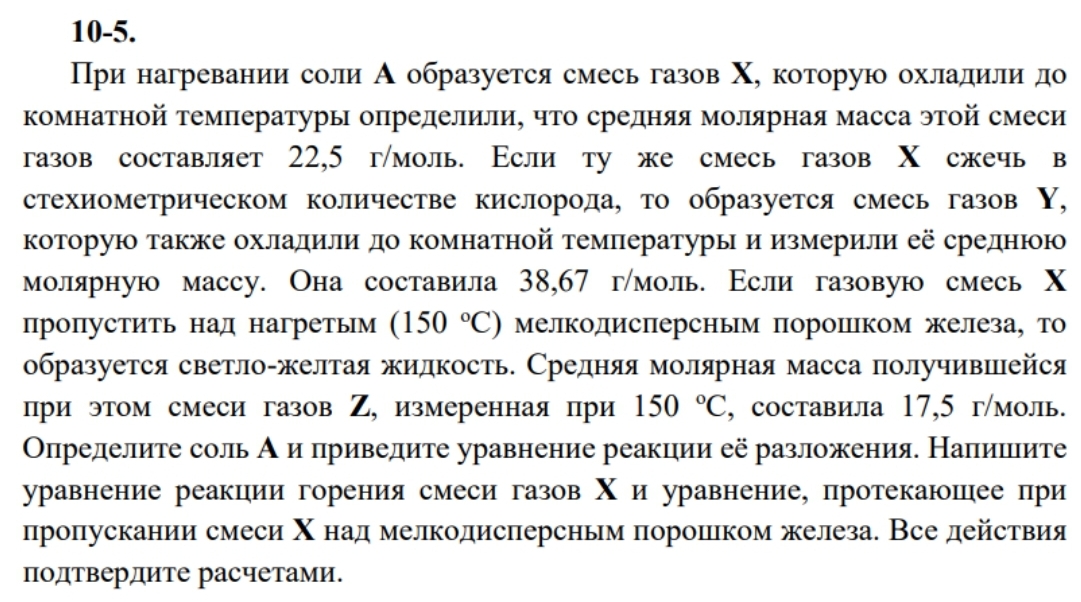 10-5.
При нагревании соли А образуется смесь газов X, которую охладили до
комнатной температуры определили, что средняя молярная масса этой смеси
газов составляет 22,5 г/моль. Если ту же смесь газов X сжечь в
стехиометрическом количестве кислорода, то образуется смесь газов Y,
которую также охладили до комнатной температуры и измерили её среднюю
молярную массу. Она составила 38,67 г/моль. Если газовую смесь X
пропустить над нагретым (150 ºС) мелкодисперсным порошком железа, то
образуется светло-желтая жидкость. Средняя молярная масса получившейся
при этом смеси газов Z, измеренная при 150 ºС, составила 17,5 г/моль.
Определите соль А и приведите уравнение реакции её разложения. Напишите
уравнение реакции горения смеси газов X и уравнение, протекающее при
пропускании смеси X над мелкодисперсным порошком железа. Все действия
подтвердите расчетами.